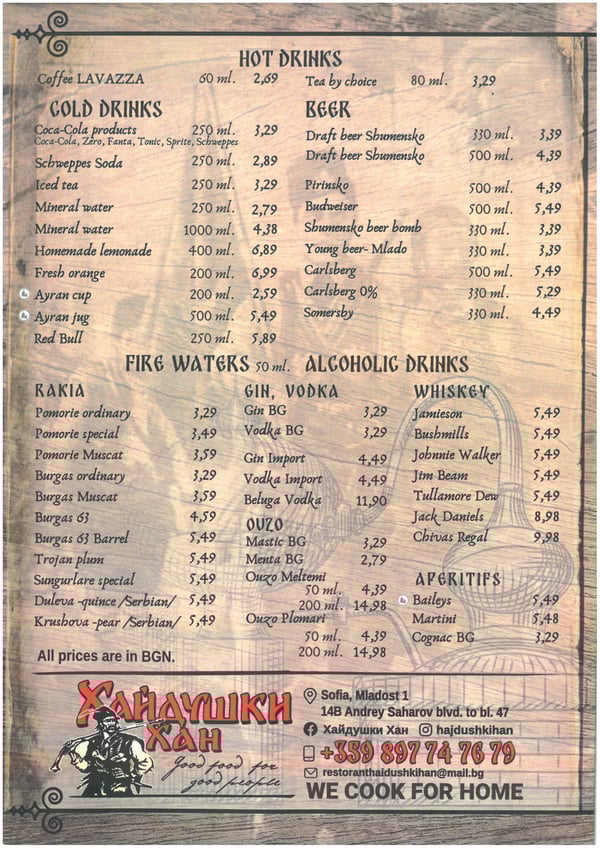 HOT DRINKS
Coffee LAVAZZA 60 ml. 2,69
Tea by choice 80 ml. 3,29
COLD DRINKS
Coca-Cola products 250 ml. 3,29
Coca-Cola, Zero, Fanta, Tonic, Sprite, Schweppes
Schweppes Soda 250 ml. 2,89
Iced tea 250 ml. 3,29
Mineral water 250 ml. 2,79
Mineral water 1000 ml. 4,38
Homemade lemonade 400 ml. 6,89
Fresh orange 200 ml. 6,99
Ayran cup 200 ml. 2,59
Ayran jug 500 ml. 5,49
Red Bull 250 ml. 5,89
BEER
Draft beer Shumensko 330 ml. 3,39
Draft beer Shumensko 500 ml. 4,39
Pirinsko 500 ml. 4,39
Budweiser 500 ml. 5,49
Shumensko beer bomb 330 ml. 3,39
Young beer- Mlado 330 ml. 3,39
Carlsberg 500 ml. 5,49
Carlsberg 0% 330 ml. 5,29
Somersby 330 ml. 4,49
FIRE WATERS 50 ml. ALCOHOLIC DRINKS
RAKIA
Pomorie ordinary 3,29
Pomorie special 3,49
Pomorie Muscat 3,59
Burgas ordinary 3,29
Burgas Muscat 3,59
Burgas 63 4,59
Burgas 63 Barrel 5,49
Trojan plum 5,49
Sungurlare special 5,49
Duleva -quince /Serbian/ 5,49
Krushova -pear /Serbian/ 5,49
GIN, VODKA
Gin BG 3,29
Vodka BG 3,29
Gin Import 4,49
Vodka Import 4,49
Beluga Vodka 11,90
OUZO
Mastic BG 3,29
Menta BG 2,79
Ouzo Meltemi
50 ml. 4,39
200 ml. 14,98
Ouzo Plomari
50 ml. 4,39
200 ml. 14,98
WHISKEY
Jamieson 5,49
Bushmills 5,49
Johnnie Walker 5,49
Jim Beam 5,49
Tullamore Dew 5,49
Jack Daniels 8,98
Chivas Regal 9,98
APERITIFS
Baileys 5,49
Martini 5,48
Cognac BG 3,29
All prices are in BGN.
Хайдушки
Хан
Good food for
good people
Sofia, Mladost 1
14B Andrey Saharov blvd. to bl. 47
Хайдушки Хан hajdushkihan
+359 897 74 76 79
restoranthaidushkihan@mail.bg
WE COOK FOR HOME